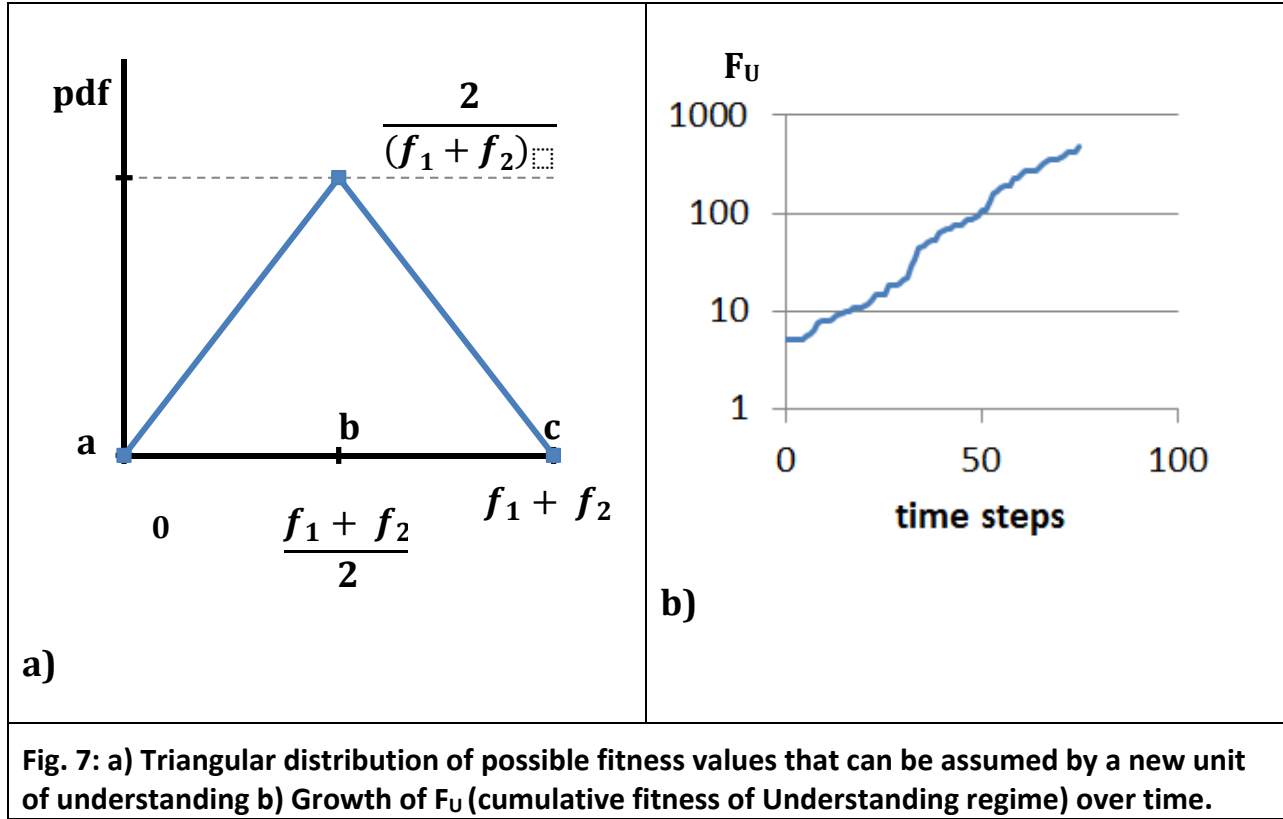 pdf
2
(f₁ + f₂)
a
b
c
0
f₁ + f₂
2
f₁ + f₂
a)
F_U
1000
100
10
1
0
50
100
time steps
b)
Fig. 7: a) Triangular distribution of possible fitness values that can be assumed by a new unit
of understanding b) Growth of F_U (cumulative fitness of Understanding regime) over time.